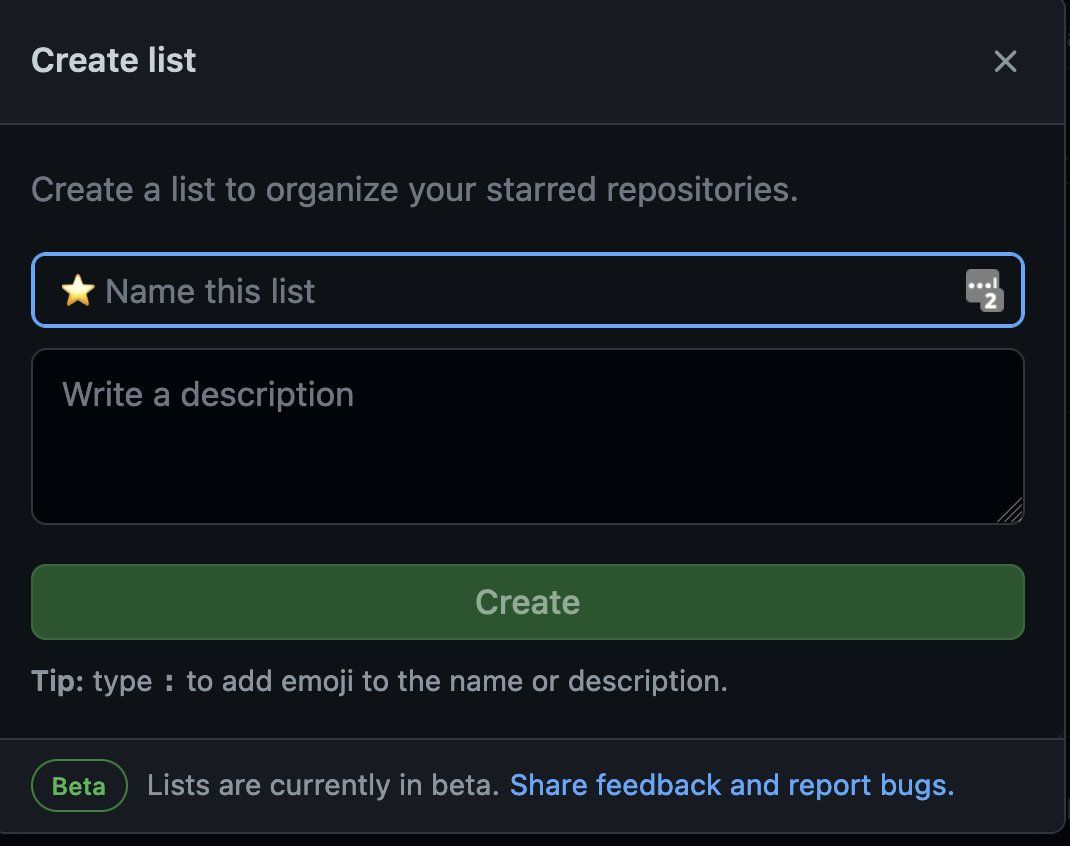 Create list
Create a list to organize your starred repositories.
⭐ Name this list
2
Write a description
Create
Tip: type : to add emoji to the name or description.
Beta Lists are currently in beta. Share feedback and report bugs.